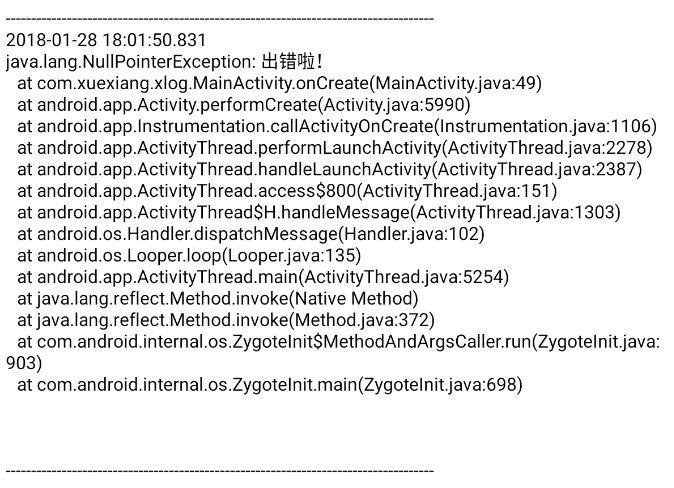 --------------------------------------------------------------------------------------
2018-01-28 18:01:50.831
java.lang.NullPointerException: 出错啦！
at com.xuexiang.xlog.MainActivity.onCreate(MainActivity.java:49)
at android.app.Activity.performCreate(Activity.java:5990)
at android.app.Instrumentation.callActivityOnCreate(Instrumentation.java:1106)
at android.app.ActivityThread.performLaunchActivity(ActivityThread.java:2278)
at android.app.ActivityThread.handleLaunchActivity(ActivityThread.java:2387)
at android.app.ActivityThread.access$800(ActivityThread.java:151)
at android.app.ActivityThread$H.handleMessage(ActivityThread.java:1303)
at android.os.Handler.dispatchMessage(Handler.java:102)
at android.os.Looper.loop(Looper.java:135)
at android.app.ActivityThread.main(ActivityThread.java:5254)
at java.lang.reflect.Method.invoke(Native Method)
at java.lang.reflect.Method.invoke(Method.java:372)
at com.android.internal.os.ZygoteInit$MethodAndArgsCaller.run(ZygoteInit.java:
903)
at com.android.internal.os.ZygoteInit.main(ZygoteInit.java:698)
--------------------------------------------------------------------------------------